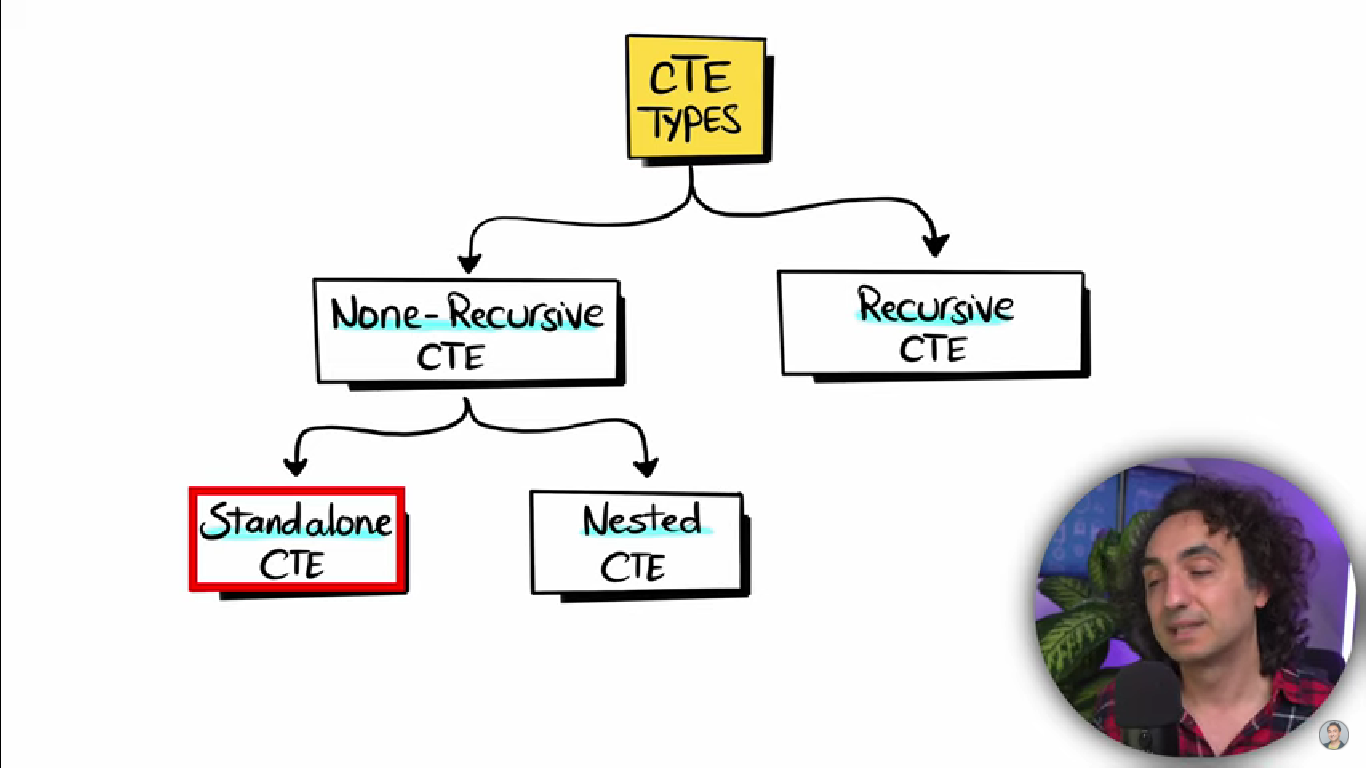 CTE
TYPES
None-Recursive
CTE
Recursive
CTE
Standalone
CTE
Nested
CTE